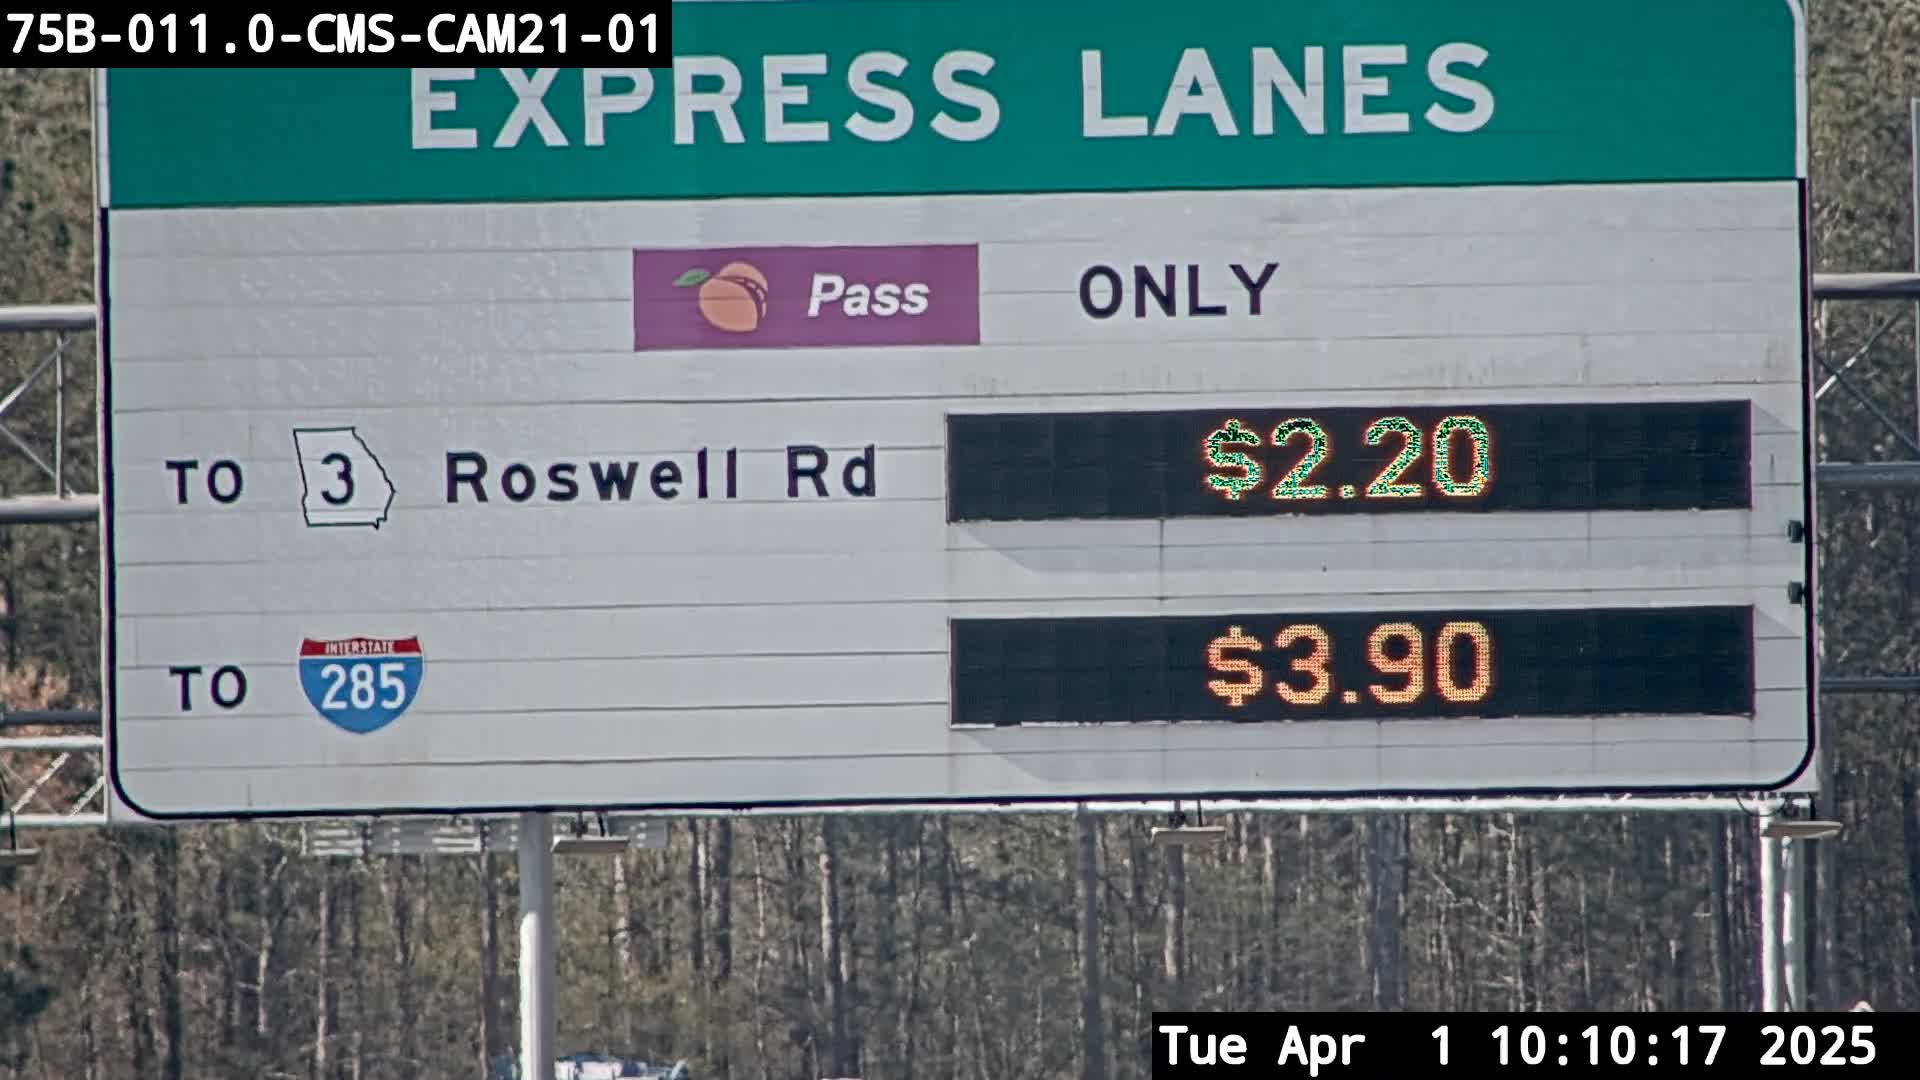 75B-011.0-CMS-CAM21-01
EXPRESS LANES
Pass ONLY
TO 3 Roswell Rd $2.20
INTERSTATE
TO 285 $3.90
Tue Apr 1 10:10:17 2025